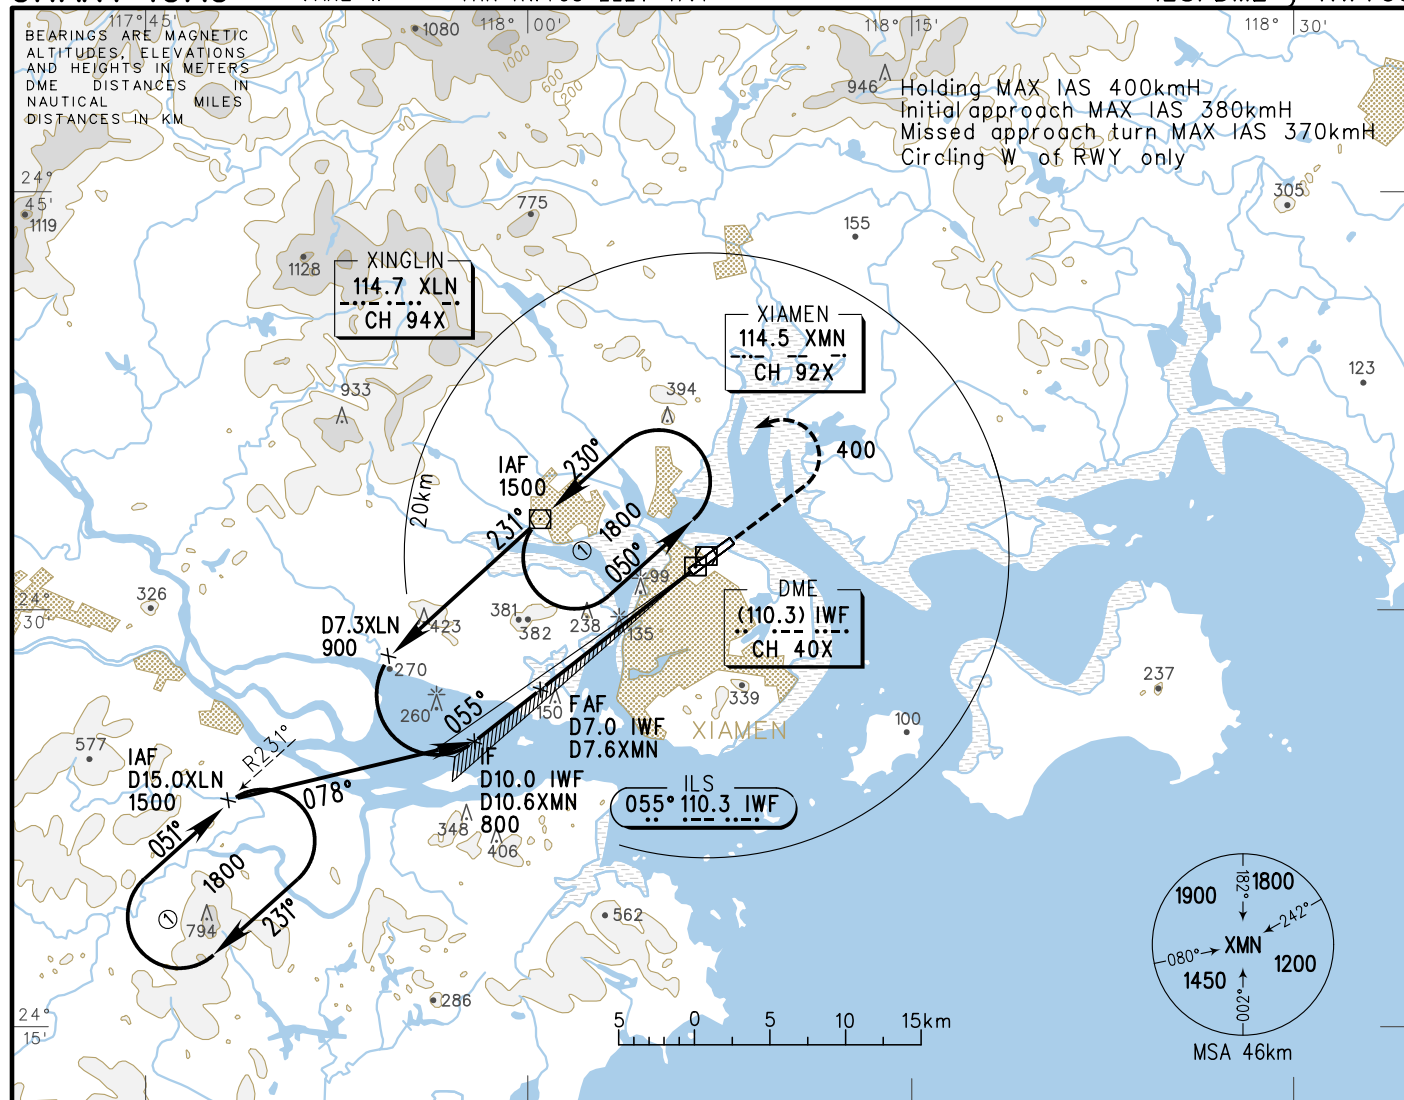 117° 45'
118° 00'
118° 15'
118° 30'
BEARINGS ARE MAGNETIC
ALTITUDES, ELEVATIONS
AND HEIGHTS IN METERS
DME DISTANCES IN
NAUTICAL MILES
DISTANCES IN KM
1080
1000
600
200
946
Holding MAX IAS 400kmH
Initial approach MAX IAS 380kmH
Missed approach turn MAX IAS 370kmH
Circling W of RWY only
24°
45'
1119
775
305
155
1128
XINGLIN
114.7 XLN
CH 94X
XIAMEN
114.5 XMN
CH 92X
123
933
394
400
230°
IAF
1500
20km
231°
1800
①
050°
99
DME
(110.3) IWF
CH 40X
24°
30'
326
423
381
382
238
135
D7.3XLN
900
270
237
339
260
055°
150
FAF
D7.0 IWF
D7.6XMN
XIAMEN
100
577
R231°
IAF
D15.0XLN
1500
078°
IF
D10.0 IWF
D10.6XMN
800
ILS
055° 110.3 IWF
348
406
051°
1800
①
231°
794
562
182°
1900
1800
242°
XMN
080°
1450
1200
200°
MSA 46km
286
24°
15'
5 0 5 10 15km